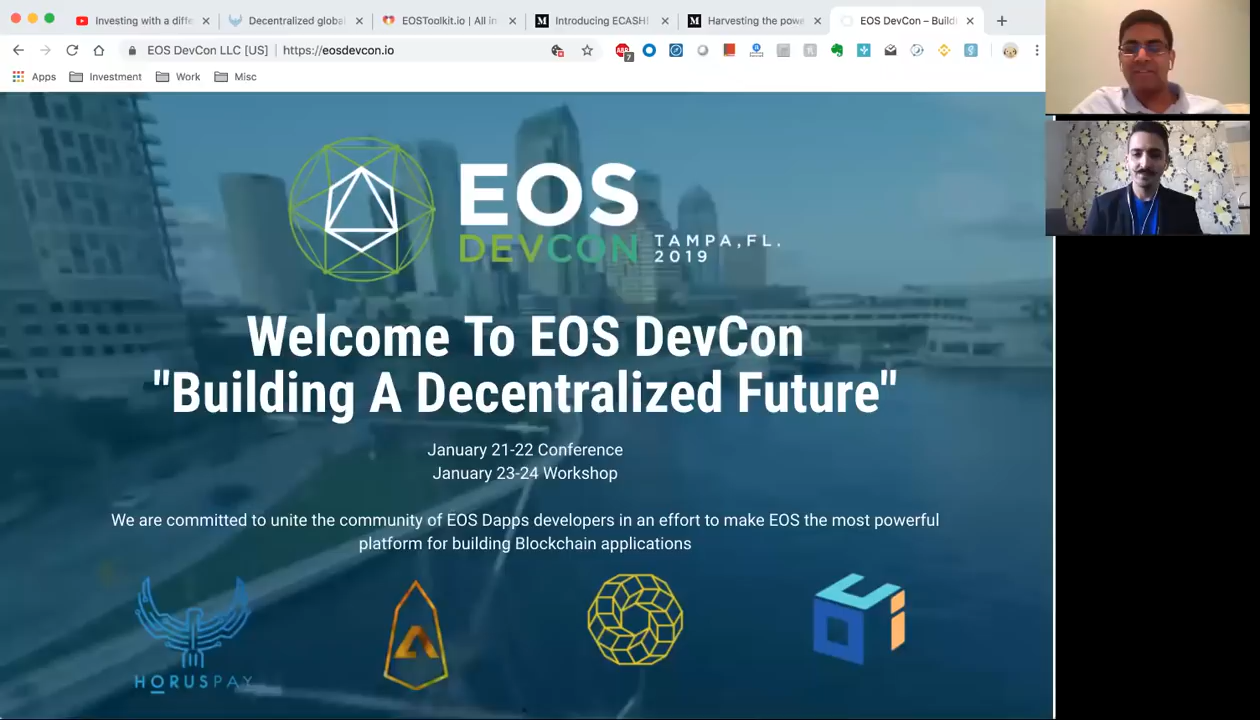 Investing with a diffe
Decentralized global
EOSToolkit.io | All in
Introducing ECASH!
Harvesting the powe
EOS DevCon – Buildi
EOS DevCon LLC [US]
https://eosdevcon.io
ABP
7
Apps
Investment
Work
Misc
EOS
DEVCON
TAMPA,FL.
2019
Welcome To EOS DevCon
"Building A Decentralized Future"
January 21-22 Conference
January 23-24 Workshop
We are committed to unite the community of EOS Dapps developers in an effort to make EOS the most powerful
platform for building Blockchain applications
HORUSPAY